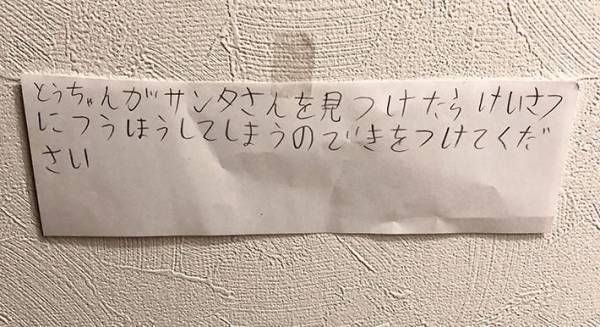 とうちゃんがサンタさんを見つけたらけいさつ
につうほうしてしまうのできをつけてくだ
さい